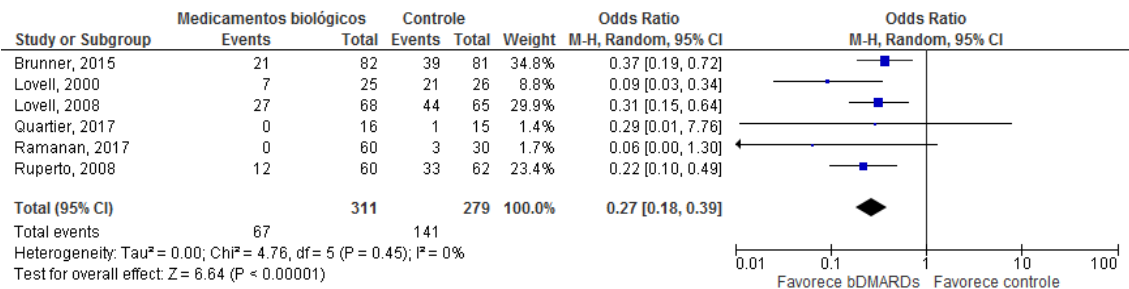 Medicamentos biológicos Controle Odds Ratio Odds Ratio
Study or Subgroup Events Total Events Total Weight M-H, Random, 95% CI M-H, Random, 95% CI
Brunner, 2015 21 82 39 81 34.8% 0.37 [0.19, 0.72]
Lovell, 2000 7 25 21 26 8.8% 0.09 [0.03, 0.34]
Lovell, 2008 27 68 44 65 29.9% 0.31 [0.15, 0.64]
Quartier, 2017 0 16 1 15 1.4% 0.29 [0.01, 7.76]
Ramanan, 2017 0 60 3 30 1.7% 0.06 [0.00, 1.30]
Ruperto, 2008 12 60 33 62 23.4% 0.22 [0.10, 0.49]
Total (95% CI) 311 279 100.0% 0.27 [0.18, 0.39]
Total events 67 141
Heterogeneity: Tau² = 0.00; Chi² = 4.76, df = 5 (P = 0.45); I² = 0%
Test for overall effect: Z = 6.64 (P < 0.00001)
0.01 0.1 1 10 100
Favorece bDMARDs Favorece controle